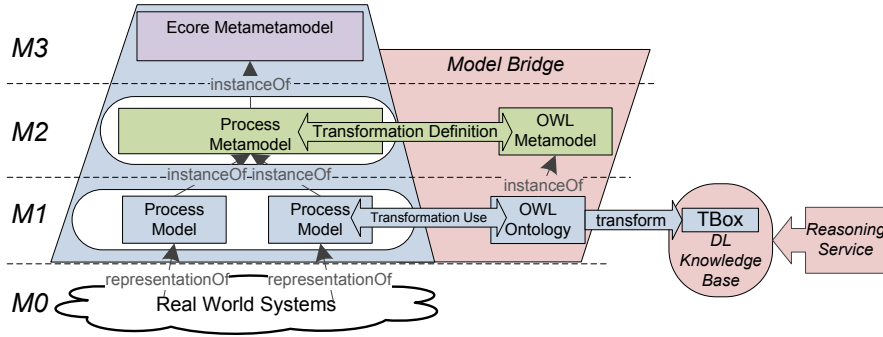 Ecore Metametamodel
M3
Model Bridge
instanceOf
M2
Process
Metamodel
Transformation Definition
OWL
Metamodel
instanceOf
instanceOf
instanceOf
M1
Process
Model
Process
Model
Transformation Use
OWL
Ontology
transform
TBox
DL
Knowledge
Base
Reasoning
Service
representationOf
representationOf
M0
Real World Systems